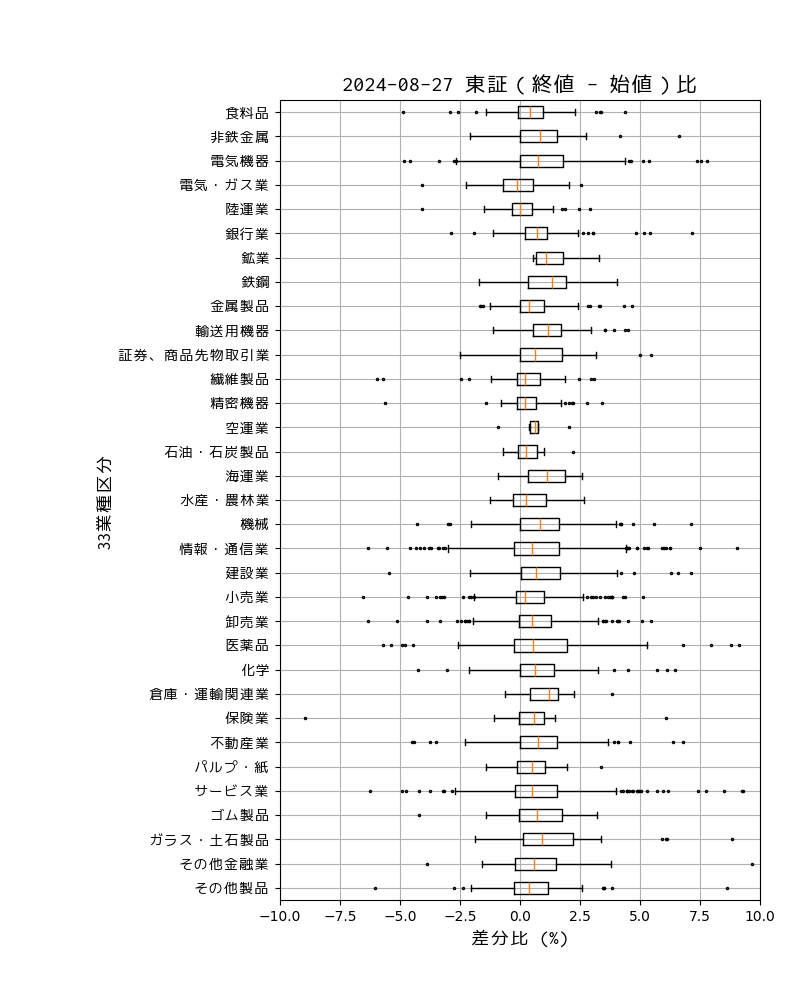 2024-08-27 東証（終値 - 始値）比
食料品
非鉄金属
電気機器
電気・ガス業
陸運業
銀行業
鉱業
鉄鋼
金属製品
輸送用機器
証券、商品先物取引業
繊維製品
精密機器
空運業
石油・石炭製品
海運業
水産・農林業
機械
情報・通信業
建設業
小売業
卸売業
医薬品
化学
倉庫・運輸関連業
保険業
不動産業
パルプ・紙
サービス業
ゴム製品
ガラス・土石製品
その他金融業
その他製品
33業種区分
−10.0 −7.5 −5.0 −2.5 0.0 2.5 5.0 7.5 10.0
差分比 (%)